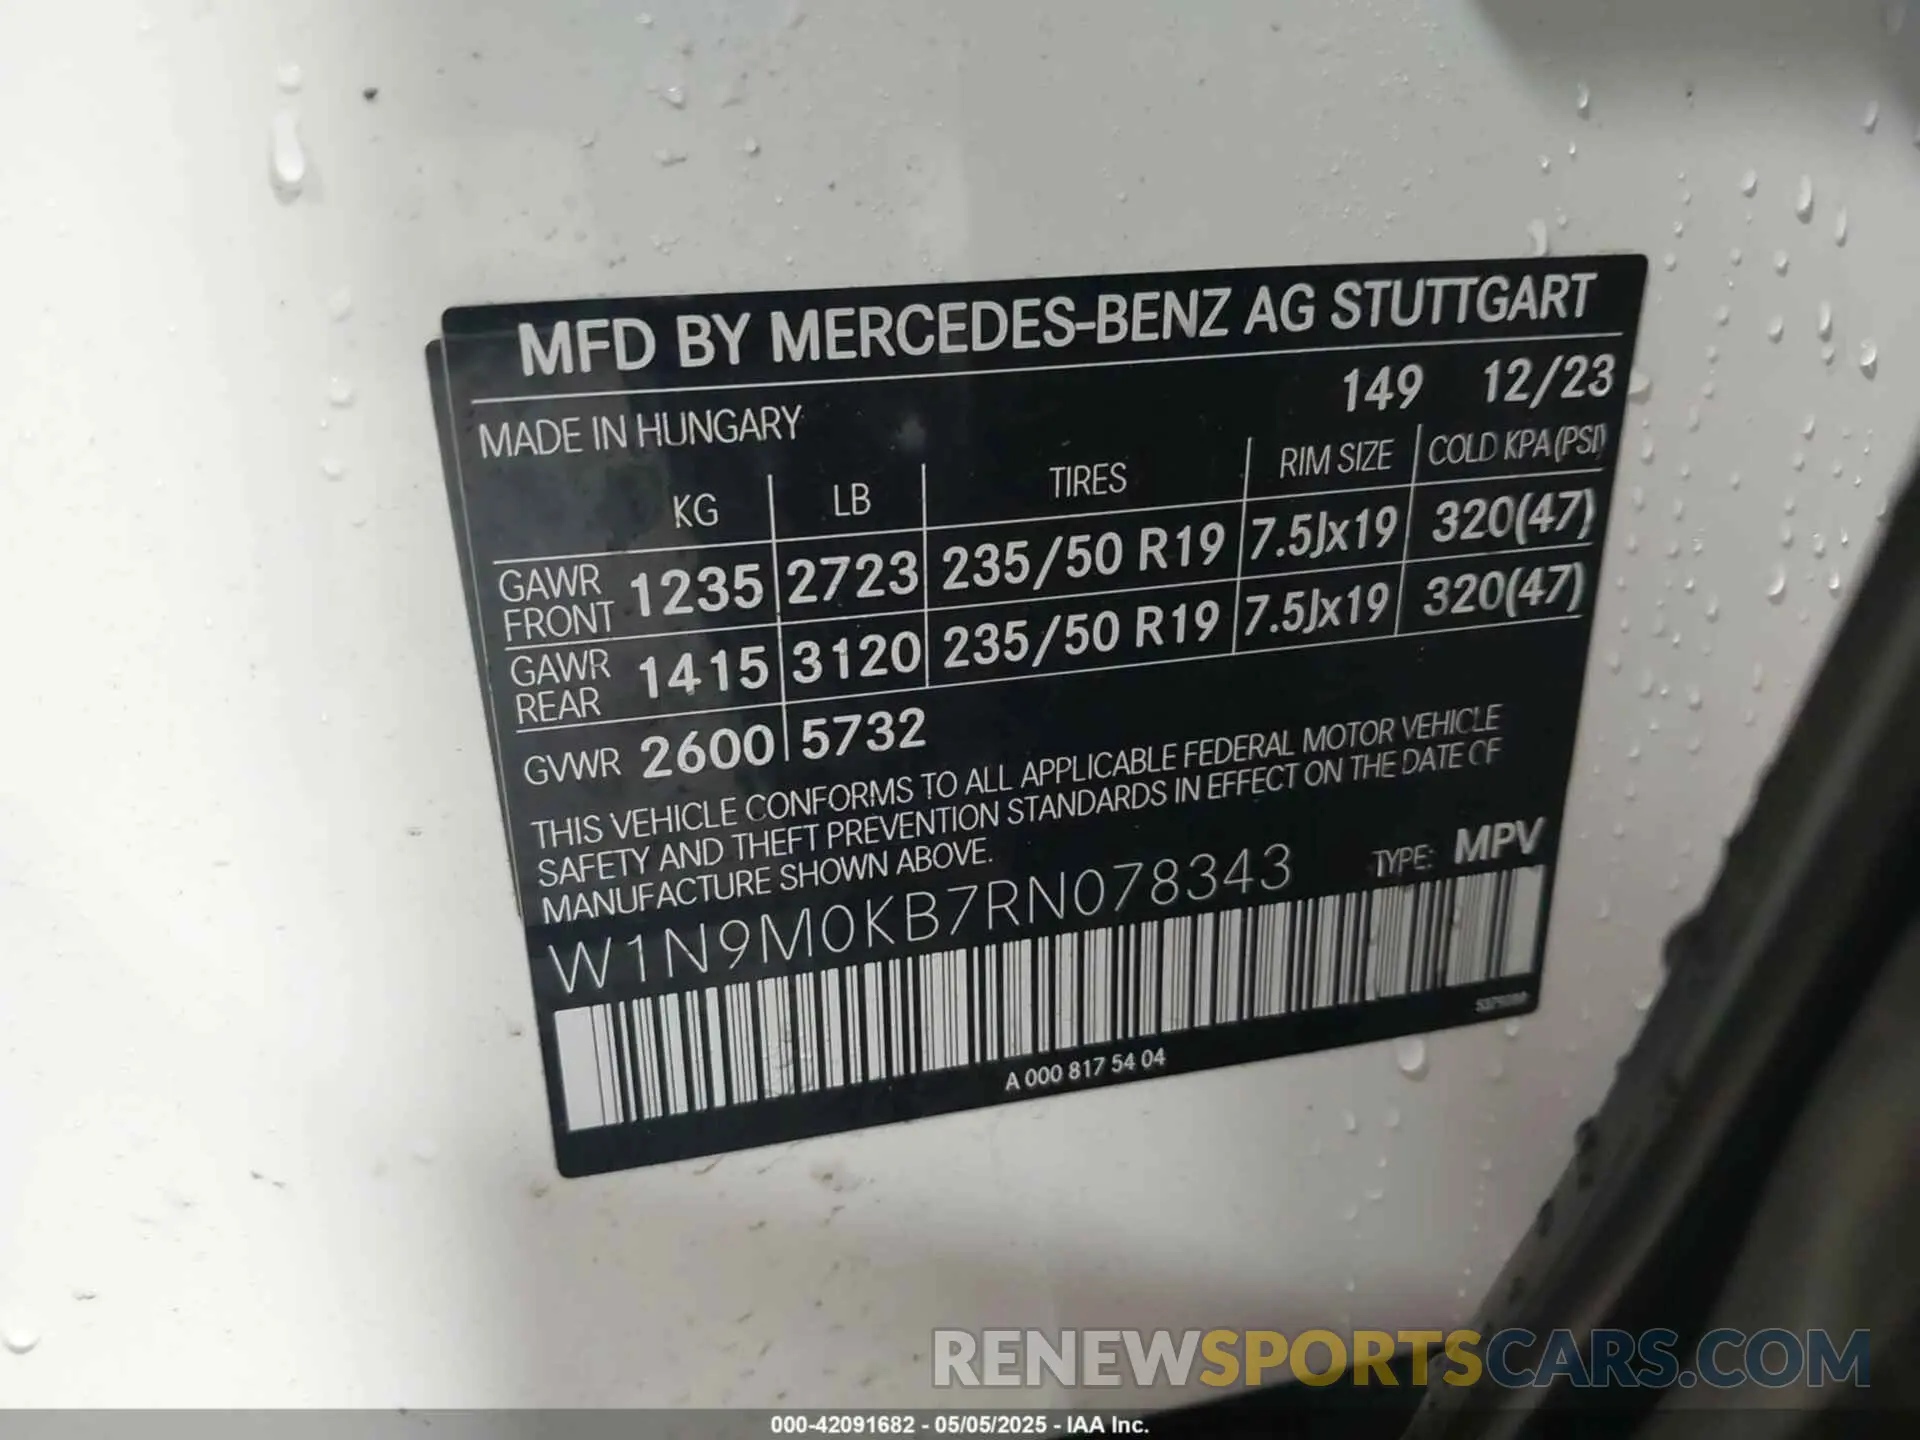 MFD BY MERCEDES-BENZ AG STUTTGART
149 12/23
MADE IN HUNGARY
KG LB TIRES RIM SIZE COLD KPA (PSI)
GAWR FRONT 1235 2723 235/50 R19 7.5Jx19 320(47)
GAWR REAR 1415 3120 235/50 R19 7.5Jx19 320(47)
GVWR 2600 5732
THIS VEHICLE CONFORMS TO ALL APPLICABLE FEDERAL MOTOR VEHICLE
SAFETY AND THEFT PREVENTION STANDARDS IN EFFECT ON THE DATE OF
MANUFACTURE SHOWN ABOVE.
TYPE: MPV
W1N9M0KB7RN078343
A 000 817 54 04
RENEWSPORTSCARS.COM
000-42091682 - 05/05/2025 - IAA Inc.